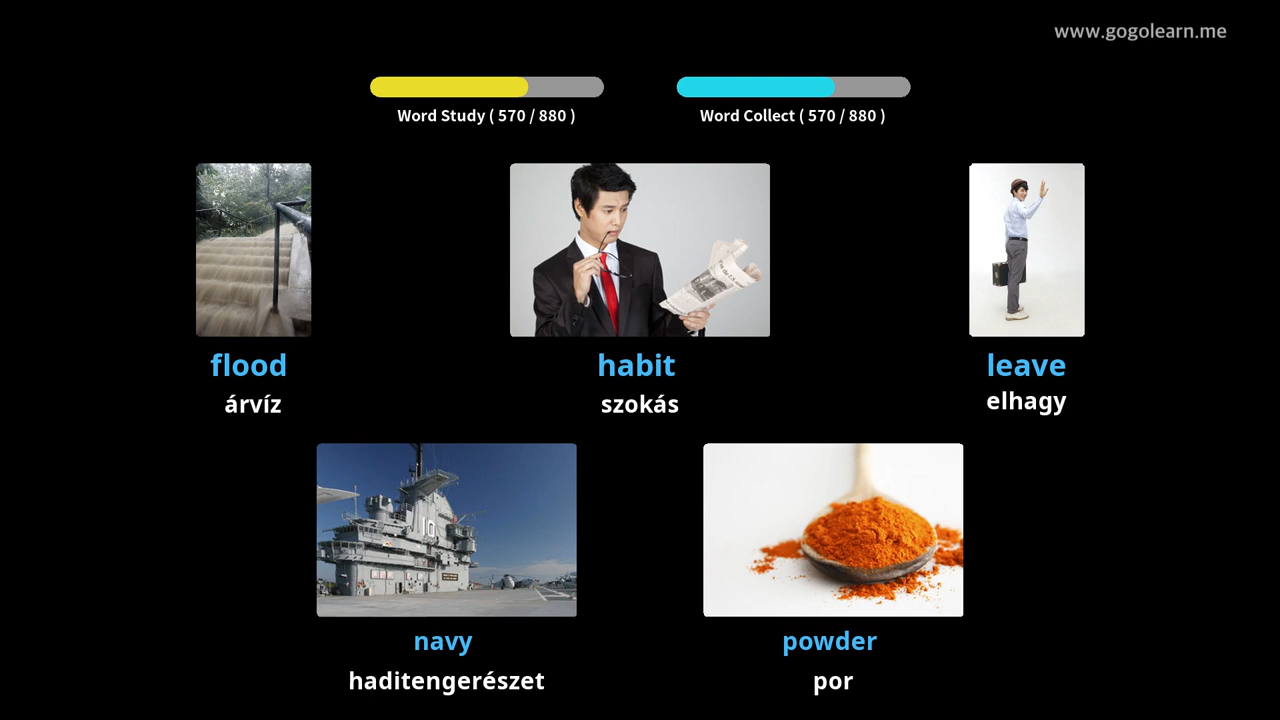 www.gogolearn.me
Word Study ( 570 / 880 )
Word Collect ( 570 / 880 )
flood
habit
leave
árvíz
szokás
elhagy
10
navy
powder
haditengerészet
por